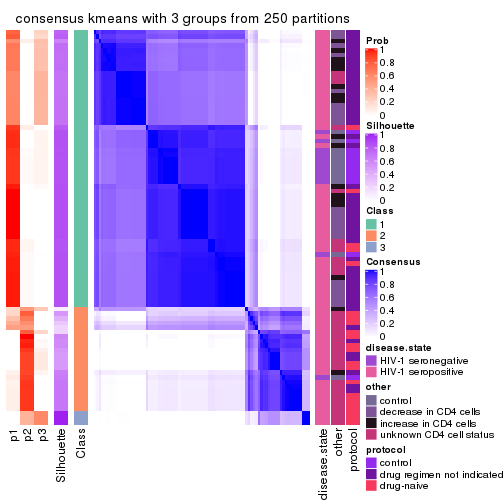 consensus kmeans with 3 groups from 250 partitions
Prob
1
0.8
0.6
0.4
0.2
0
Silhouette
1
0.8
0.6
0.4
0.2
0
Class
1
2
3
Consensus
1
0.8
0.6
0.4
0.2
0
disease.state
HIV-1 seronegative
HIV-1 seropositive
other
control
decrease in CD4 cells
increase in CD4 cells
unknown CD4 cell status
protocol
control
drug regimen not indicated
drug-naive
p1
p2
p3
Silhouette
Class
disease.state
other
protocol